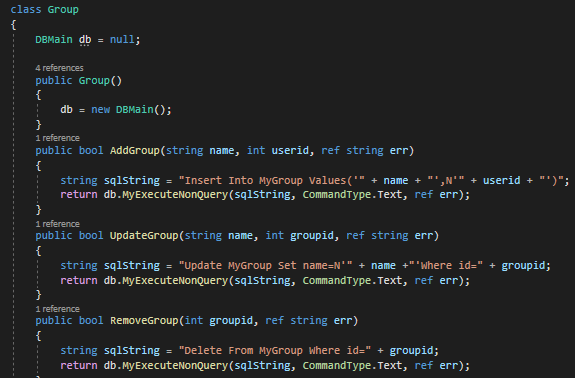 class Group
{
DBMain db = null;
4 references
public Group()
{
db = new DBMain();
}
1 reference
public bool AddGroup(string name, int userid, ref string err)
{
string sqlString = "Insert Into MyGroup Values('" + name + "',N'" + userid + "')";
return db.MyExecuteNonQuery(sqlString, CommandType.Text, ref err);
}
1 reference
public bool UpdateGroup(string name, int groupid, ref string err)
{
string sqlString = "Update MyGroup Set name=N'" + name +"'Where id=" + groupid;
return db.MyExecuteNonQuery(sqlString, CommandType.Text, ref err);
}
1 reference
public bool RemoveGroup(int groupid, ref string err)
{
string sqlString = "Delete From MyGroup Where id=" + groupid;
return db.MyExecuteNonQuery(sqlString, CommandType.Text, ref err);
}